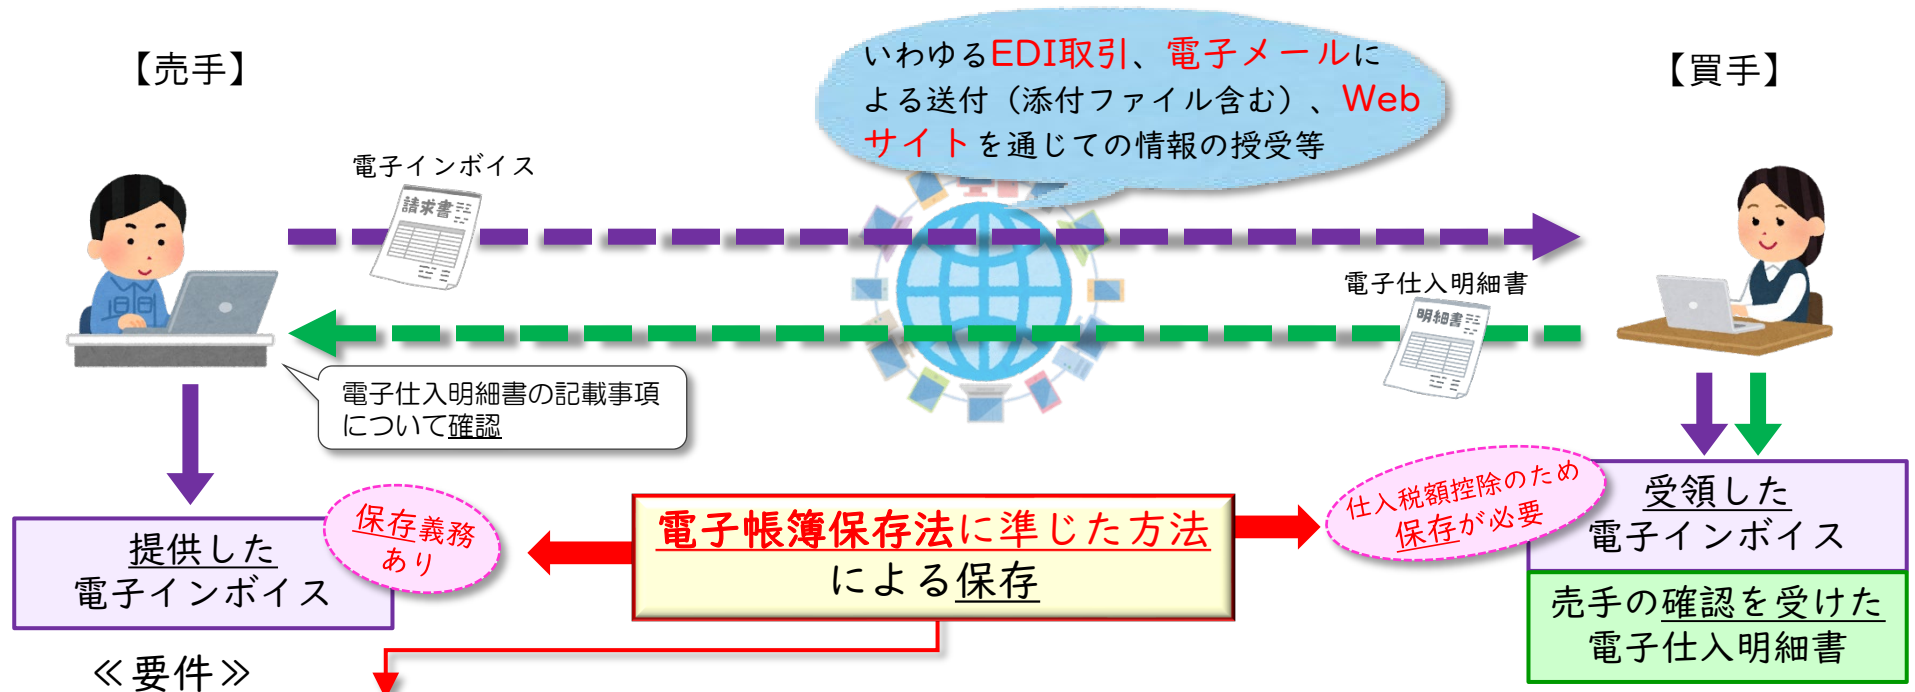 【売手】
いわゆるEDI取引、電子メールに
よる送付（添付ファイル含む）、Web
サイトを通じての情報の授受等
【買手】
電子インボイス
請求書
電子仕入明細書
明細書
電子仕入明細書の記載事項
について確認
提供した
電子インボイス
保存義務
あり
電子帳簿保存法に準じた方法
による保存
仕入税額控除のため
保存が必要
受領した
電子インボイス
売手の確認を受けた
電子仕入明細書
≪要件≫